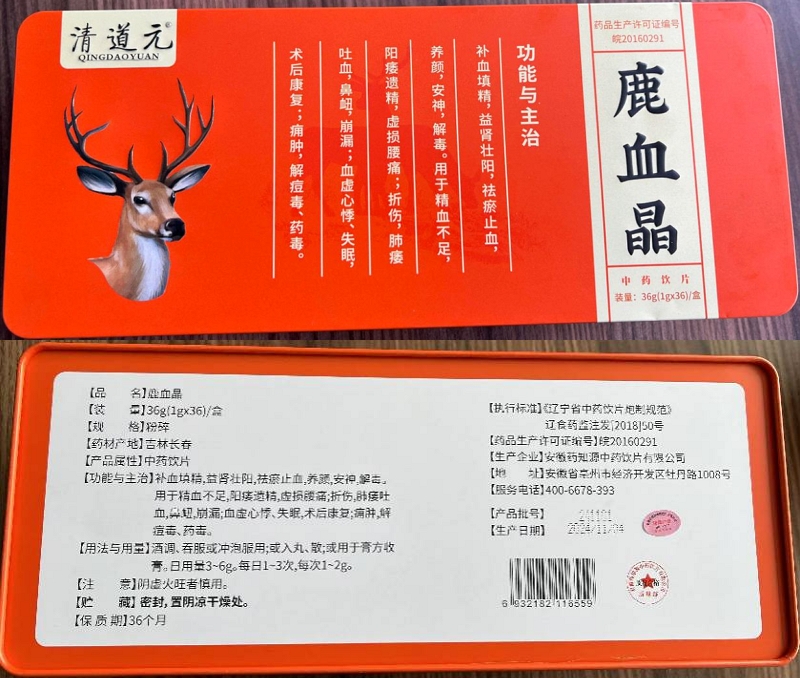 清道元
QINGDAOYUAN
功能与主治
补血填精,益肾壮阳,祛瘀止血,
养颜,安神,解毒。用于精血不足,
阳痿遗精,虚损腰痛;折伤,肺痿
吐血,鼻衄,崩漏;血虚心悸、失眠,
术后康复;痈肿,解痘毒、药毒。
药品生产许可证编号
皖20160291
鹿血晶
中药饮片
装量:36g(1gx36)/盒
【品 名】鹿血晶
【装 量】36g(1gx36)/盒
【规 格】粉碎
【药材产地】吉林长春
【产品属性】中药饮片
【功能与主治】补血填精,益肾壮阳,祛瘀止血,养颜,安神,解毒。
用于精血不足,阳痿遗精,虚损腰痛;折伤,肺痿吐
血,鼻衄,崩漏;血虚心悸、失眠,术后康复;痈肿,解
痘毒、药毒。
【用法与用量】酒调、吞服或冲泡服用;或入丸、散;或用于膏方收
膏。日用量3~6g。每日1~3次,每次1~2g。
【注 意】阴虚火旺者慎用。
【贮 藏】密封,置阴凉干燥处。
【保 质 期】36个月
【执行标准】《辽宁省中药饮片炮制规范》
辽食药监注发[2018]50号
【药品生产许可证编号】皖20160291
【生产企业】安徽药知源中药饮片有限公司
【地 址】安徽省亳州市经济开发区牡丹路1008号
【服务电话】400-6678-393
【产品批号】241101
【生产日期】2024/11/04
6 932182 116559